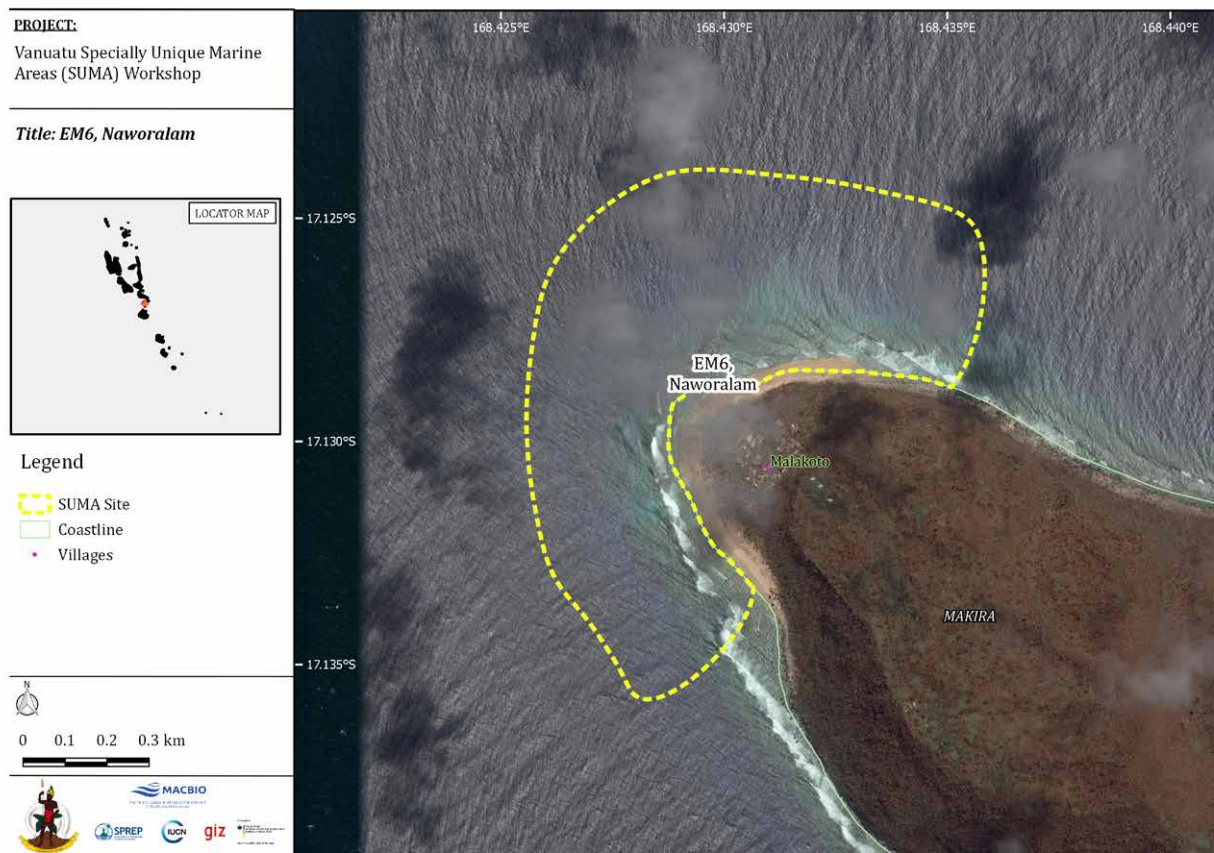 PROJECT:
Vanuatu Specially Unique Marine
Areas (SUMA) Workshop
Title: EM6, Naworalam
LOCATOR MAP
Legend
SUMA Site
Coastline
Villages
0 0.1 0.2 0.3 km
MACBIO
SPREP
IUCN
giz
168.425°E 168.430°E 168.435°E 168.440°E
17.125°S
17.130°S
17.135°S
EM6,
Naworalam
Malakoto
MAKIRA